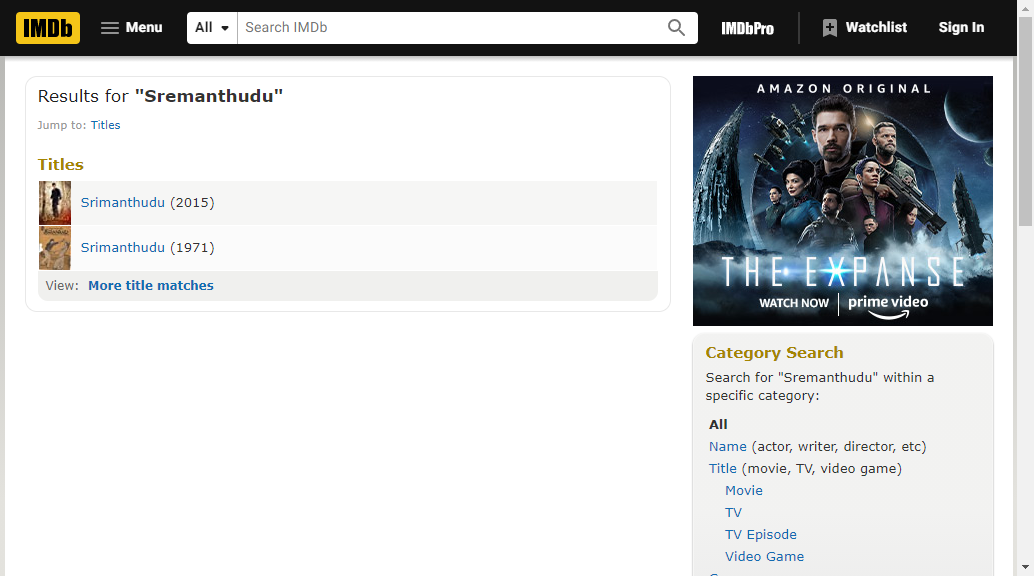 IMDb Menu All Search IMDb IMDbPro Watchlist Sign In
Results for "Sremanthudu"
Jump to: Titles
Titles
Srimanthudu (2015)
Srimanthudu (1971)
View: More title matches
AMAZON ORIGINAL
THE EXPANSE
WATCH NOW prime video
Category Search
Search for "Sremanthudu" within a
specific category:
All
Name (actor, writer, director, etc)
Title (movie, TV, video game)
Movie
TV
TV Episode
Video Game